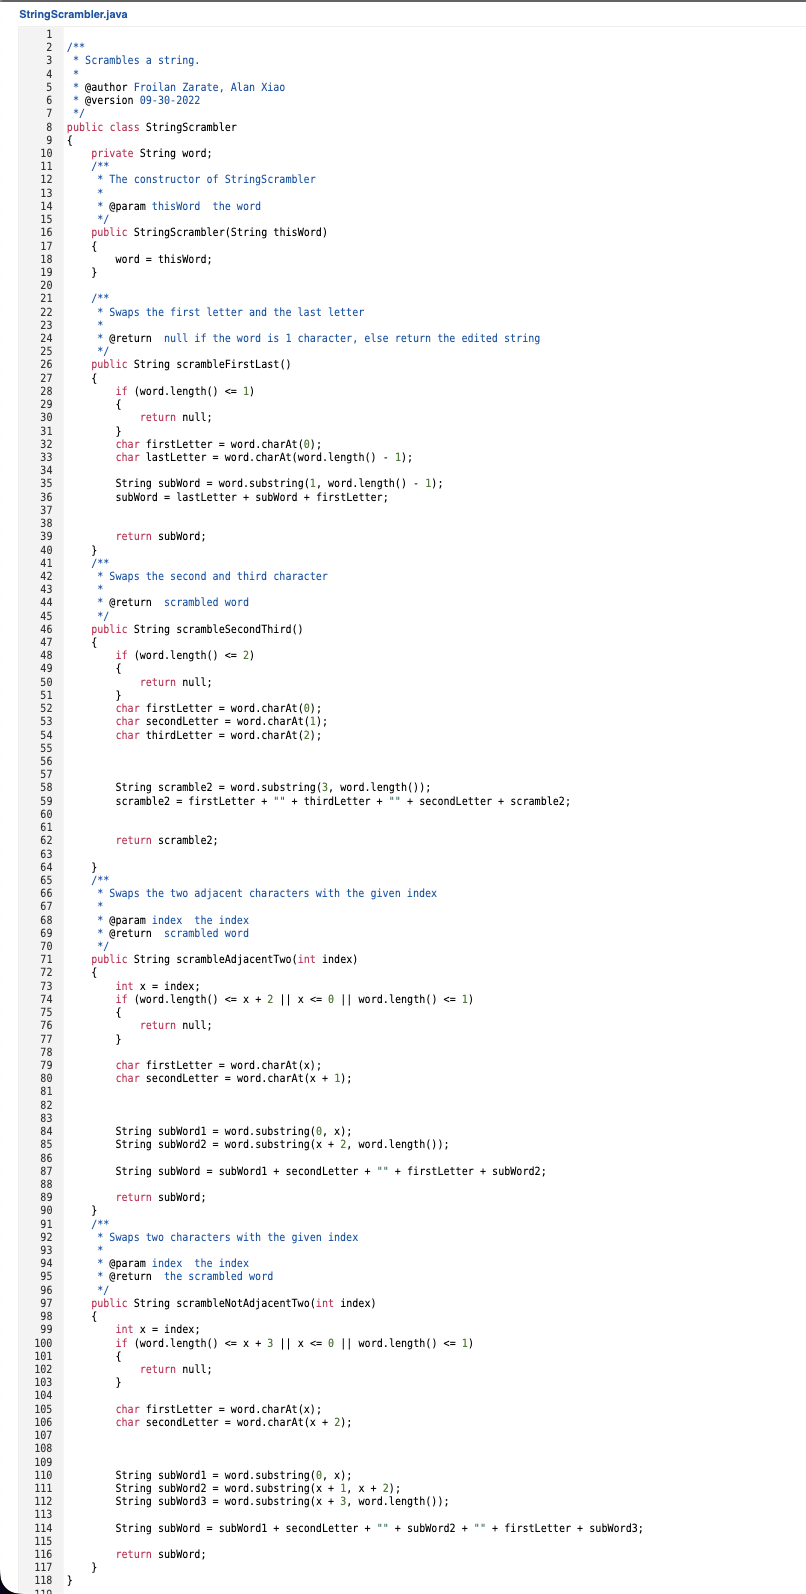 StringScrambler.java
1
2 /**
3  * Scrambles a string.
4  *
5  * @author Froilan Zarate, Alan Xiao
6  * @version 09-30-2022
7  */
8 public class StringScrambler
9 {
10     private String word;
11     /**
12      * The constructor of StringScrambler
13      *
14      * @param thisWord  the word
15      */
16     public StringScrambler(String thisWord)
17     {
18         word = thisWord;
19     }
20
21     /**
22      * Swaps the first letter and the last letter
23      *
24      * @return  null if the word is 1 character, else return the edited string
25      */
26     public String scrambleFirstLast()
27     {
28         if (word.length() <= 1)
29         {
30             return null;
31         }
32         char firstLetter = word.charAt(0);
33         char lastLetter = word.charAt(word.length() - 1);
34
35         String subWord = word.substring(1, word.length() - 1);
36         subWord = lastLetter + subWord + firstLetter;
37
38
39         return subWord;
40     }
41     /**
42      * Swaps the second and third character
43      *
44      * @return  scrambled word
45      */
46     public String scrambleSecondThird()
47     {
48         if (word.length() <= 2)
49         {
50             return null;
51         }
52         char firstLetter = word.charAt(0);
53         char secondLetter = word.charAt(1);
54         char thirdLetter = word.charAt(2);
55
56
57
58         String scramble2 = word.substring(3, word.length());
59         scramble2 = firstLetter + "" + thirdLetter + "" + secondLetter + scramble2;
60
61
62         return scramble2;
63
64     }
65     /**
66      * Swaps the two adjacent characters with the given index
67      *
68      * @param index  the index
69      * @return  scrambled word
70      */
71     public String scrambleAdjacentTwo(int index)
72     {
73         int x = index;
74         if (word.length() <= x + 2 || x <= 0 || word.length() <= 1)
75         {
76             return null;
77         }
78
79         char firstLetter = word.charAt(x);
80         char secondLetter = word.charAt(x + 1);
81
82
83
84         String subWord1 = word.substring(0, x);
85         String subWord2 = word.substring(x + 2, word.length());
86
87         String subWord = subWord1 + secondLetter + "" + firstLetter + subWord2;
88
89         return subWord;
90     }
91     /**
92      * Swaps two characters with the given index
93      *
94      * @param index  the index
95      * @return  the scrambled word
96      */
97     public String scrambleNotAdjacentTwo(int index)
98     {
99         int x = index;
100         if (word.length() <= x + 3 || x <= 0 || word.length() <= 1)
101         {
102             return null;
103         }
104
105         char firstLetter = word.charAt(x);
106         char secondLetter = word.charAt(x + 2);
107
108
109
110         String subWord1 = word.substring(0, x);
111         String subWord2 = word.substring(x + 1, x + 2);
112         String subWord3 = word.substring(x + 3, word.length());
113
114         String subWord = subWord1 + secondLetter + "" + subWord2 + "" + firstLetter + subWord3;
115
116         return subWord;
117     }
118 }